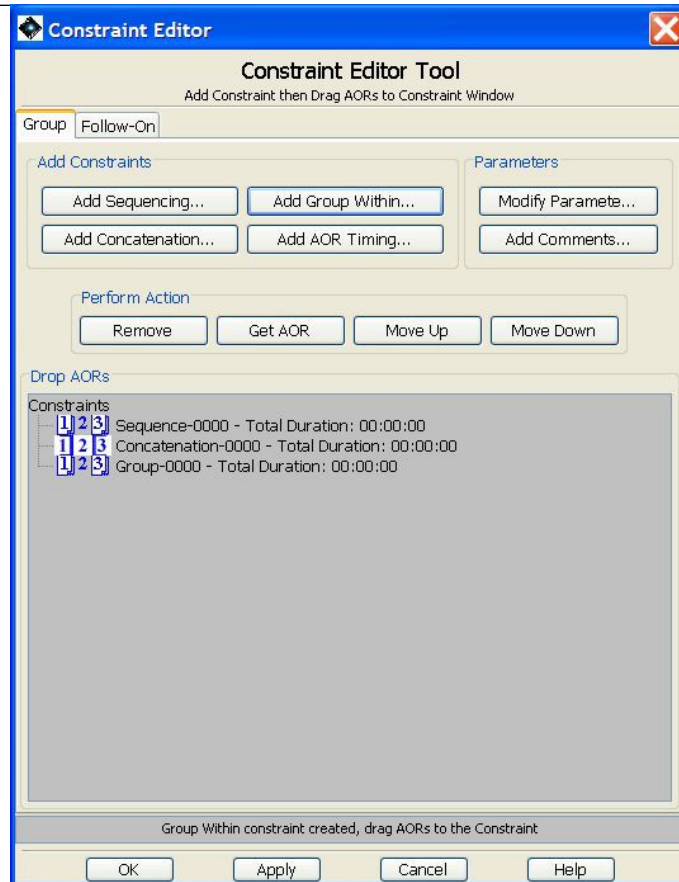 Constraint Editor
Constraint Editor Tool
Add Constraint then Drag AORs to Constraint Window
Group Follow-On
Add Constraints
Add Sequencing... Add Group Within...
Add Concatenation... Add AOR Timing...
Parameters
Modify Paramete...
Add Comments...
Perform Action
Remove Get AOR Move Up Move Down
Drop AORs
Constraints
1 2 3 Sequence-0000 - Total Duration: 00:00:00
1 2 3 Concatenation-0000 - Total Duration: 00:00:00
1 2 3 Group-0000 - Total Duration: 00:00:00
Group Within constraint created, drag AORs to the Constraint
OK Apply Cancel Help